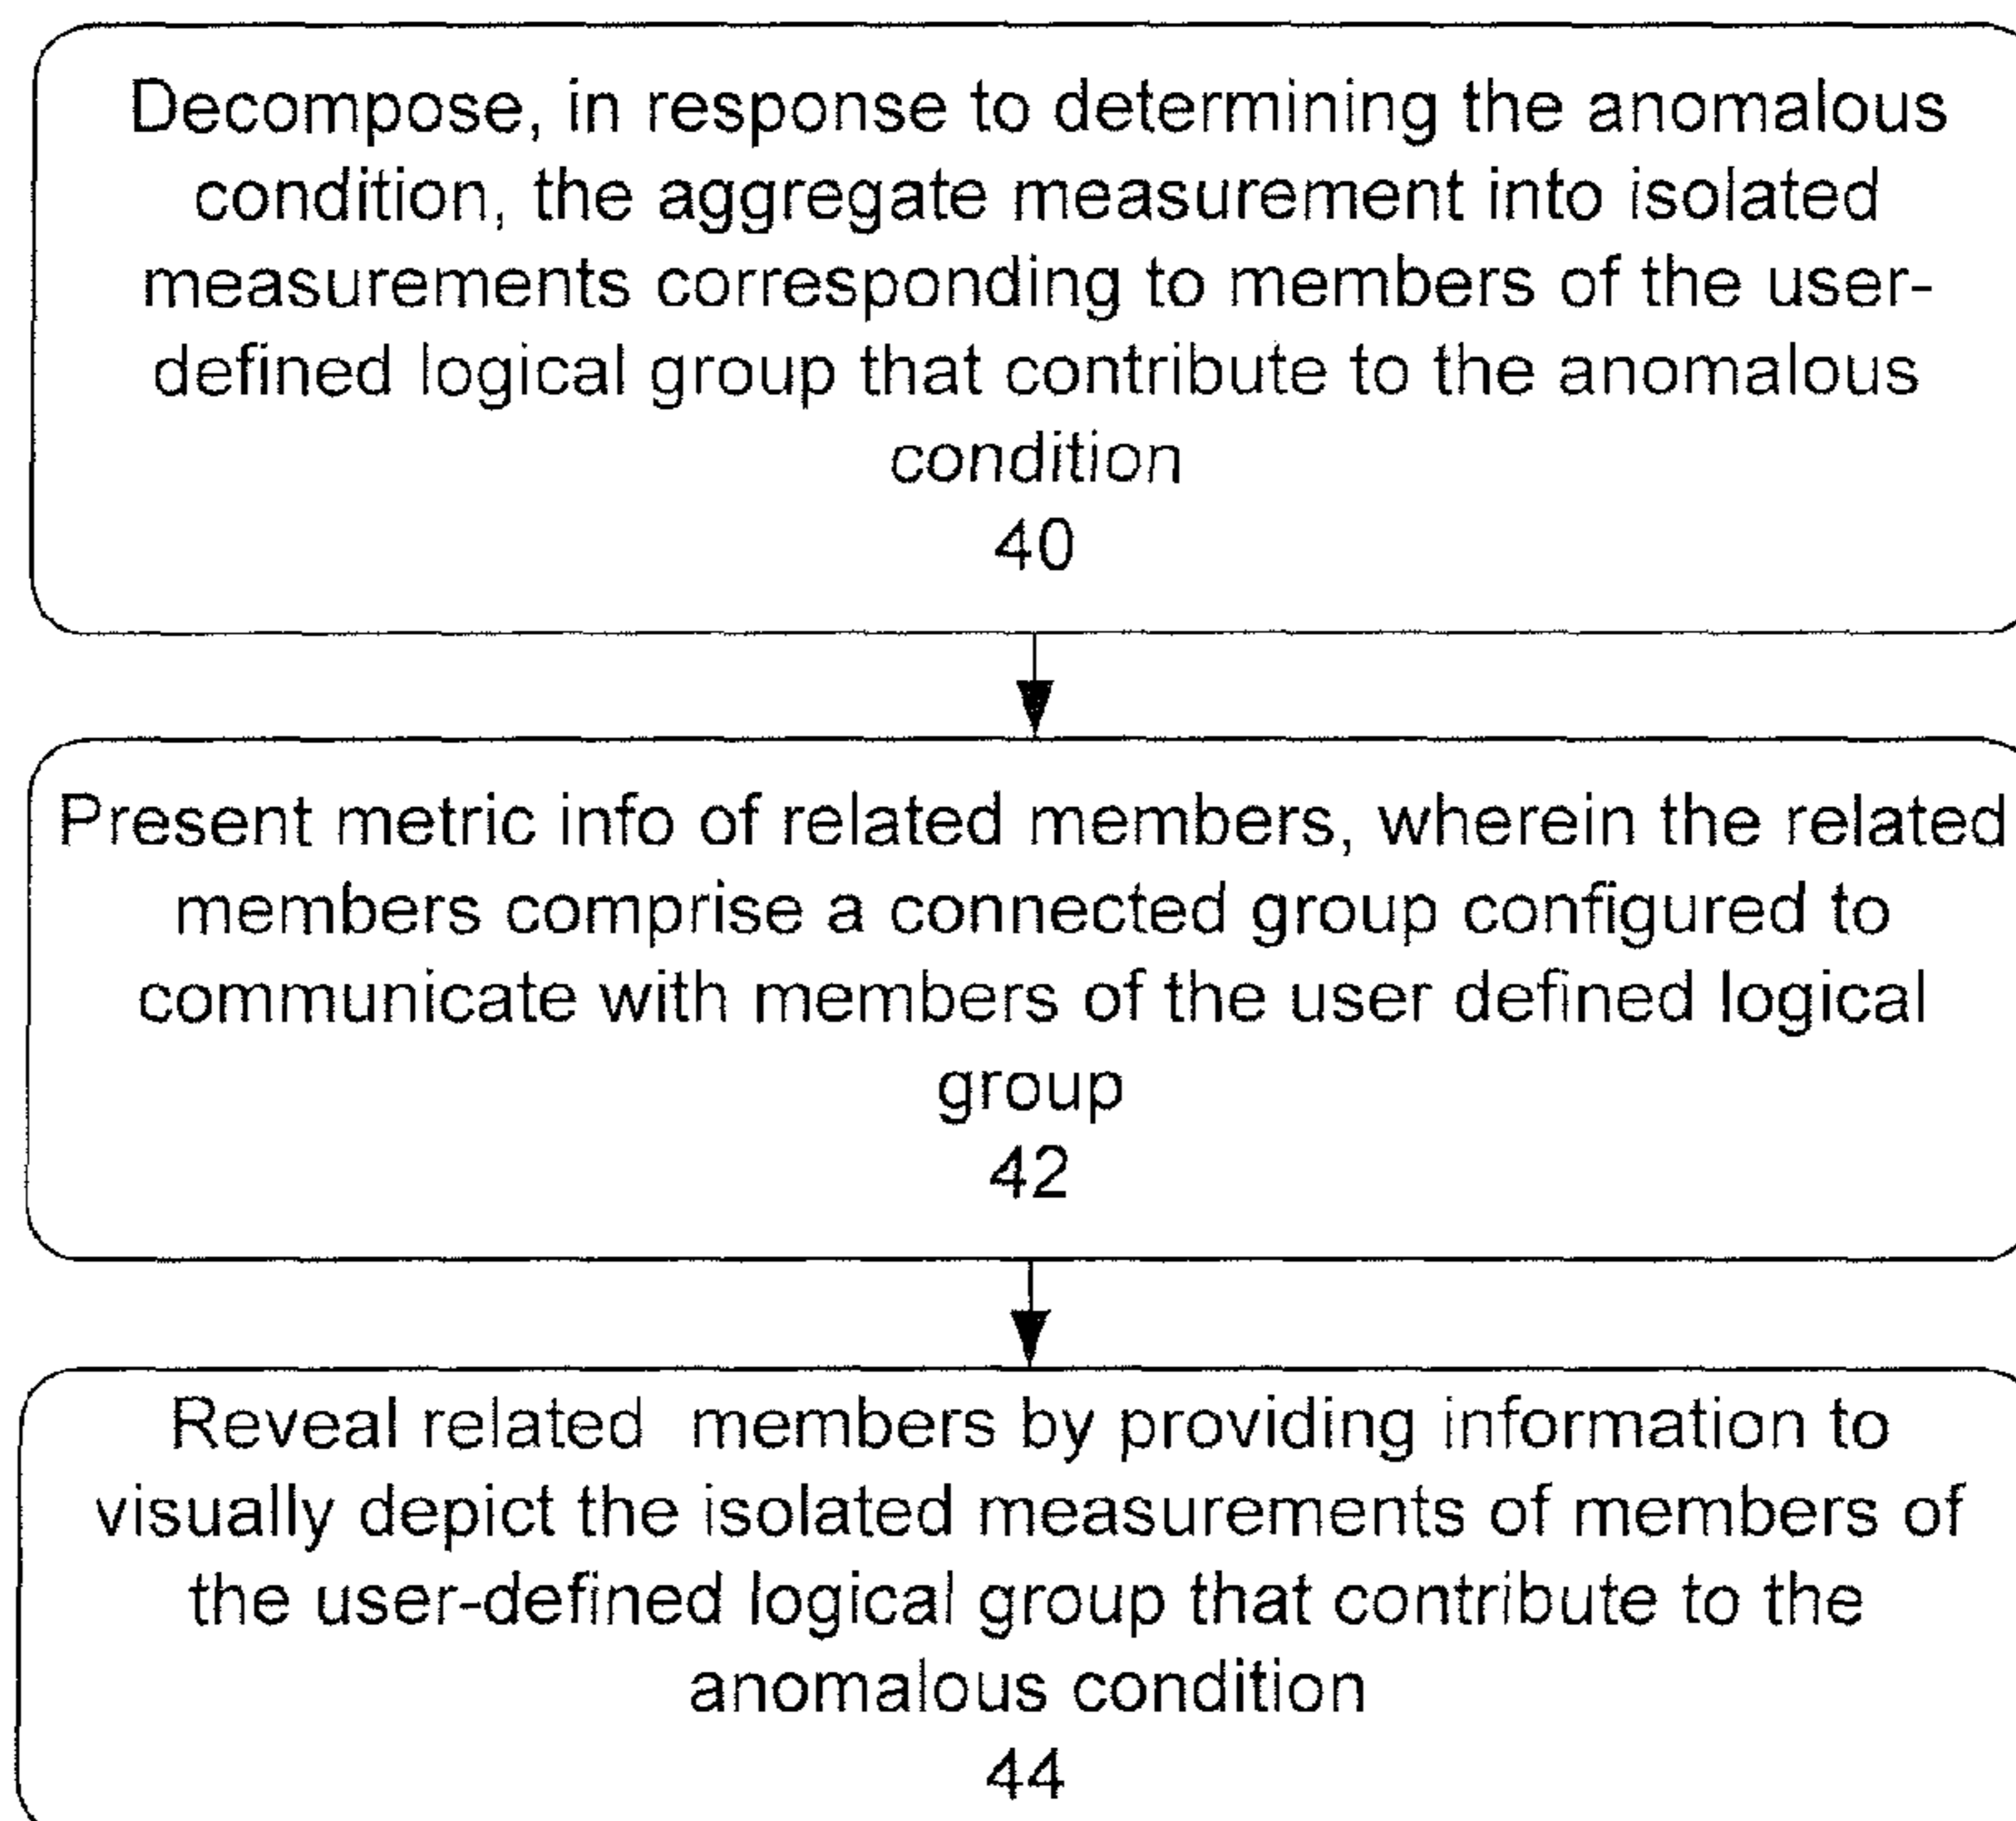 Decompose, in response to determining the anomalous
condition, the aggregate measurement into isolated
measurements corresponding to members of the user-
defined logical group that contribute to the anomalous
condition
40
Present metric info of related members, wherein the related
members comprise a connected group configured to
communicate with members of the user defined logical
group
42
Reveal related members by providing information to
visually depict the isolated measurements of members of
the user-defined logical group that contribute to the
anomalous condition
44